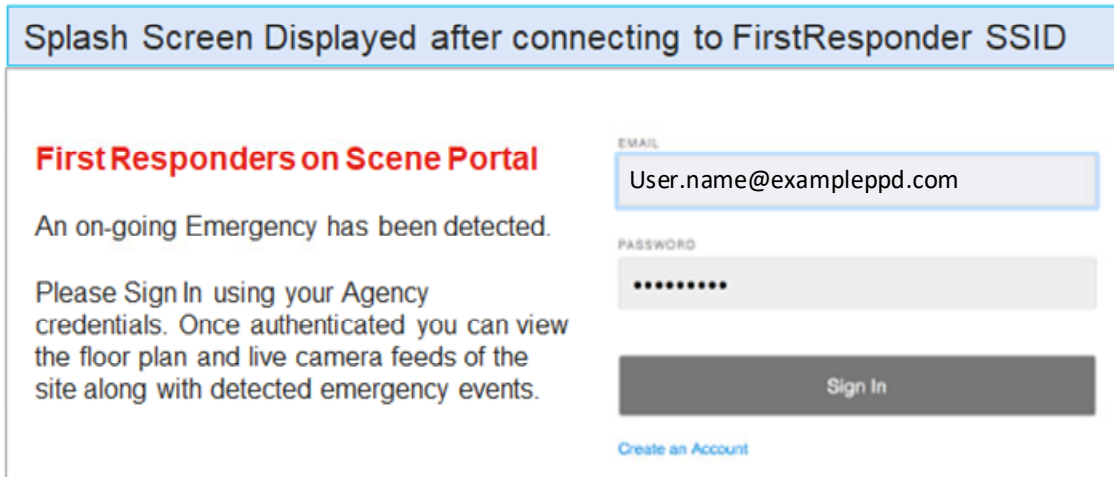 Splash Screen Displayed after connecting to FirstResponder SSID
First Responders on Scene Portal
An on-going Emergency has been detected.
Please Sign In using your Agency
credentials. Once authenticated you can view
the floor plan and live camera feeds of the
site along with detected emergency events.
EMAIL
User.name@exampleppd.com
PASSWORD
•••••••••
Sign In
Create an Account